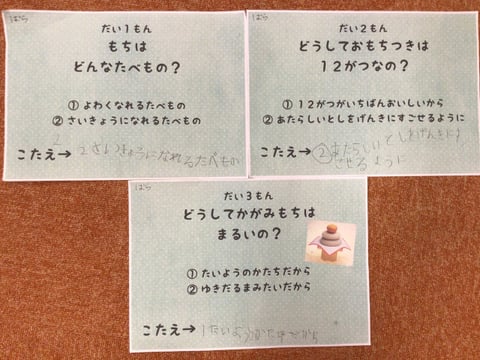 ばら
だい1もん
もちは
どんなたべもの？
① よわくなれるたべもの
② さいきょうになれるたべもの
2
こたえ→ 2さいきょうになれるたべもの
ばら
だい2もん
どうしておもちつきは
12がつなの？
① 12がつがいちばんおいしいから
② あたらしいとしをげんきにすごせるように
こたえ→ ②あたらしいとしをげんきにす
ごせるように
ばら
だい3もん
どうしてかがみもちは
まるいの？
① たいようのかたちだから
② ゆきだるまみたいだから
こたえ→ 1たいよう